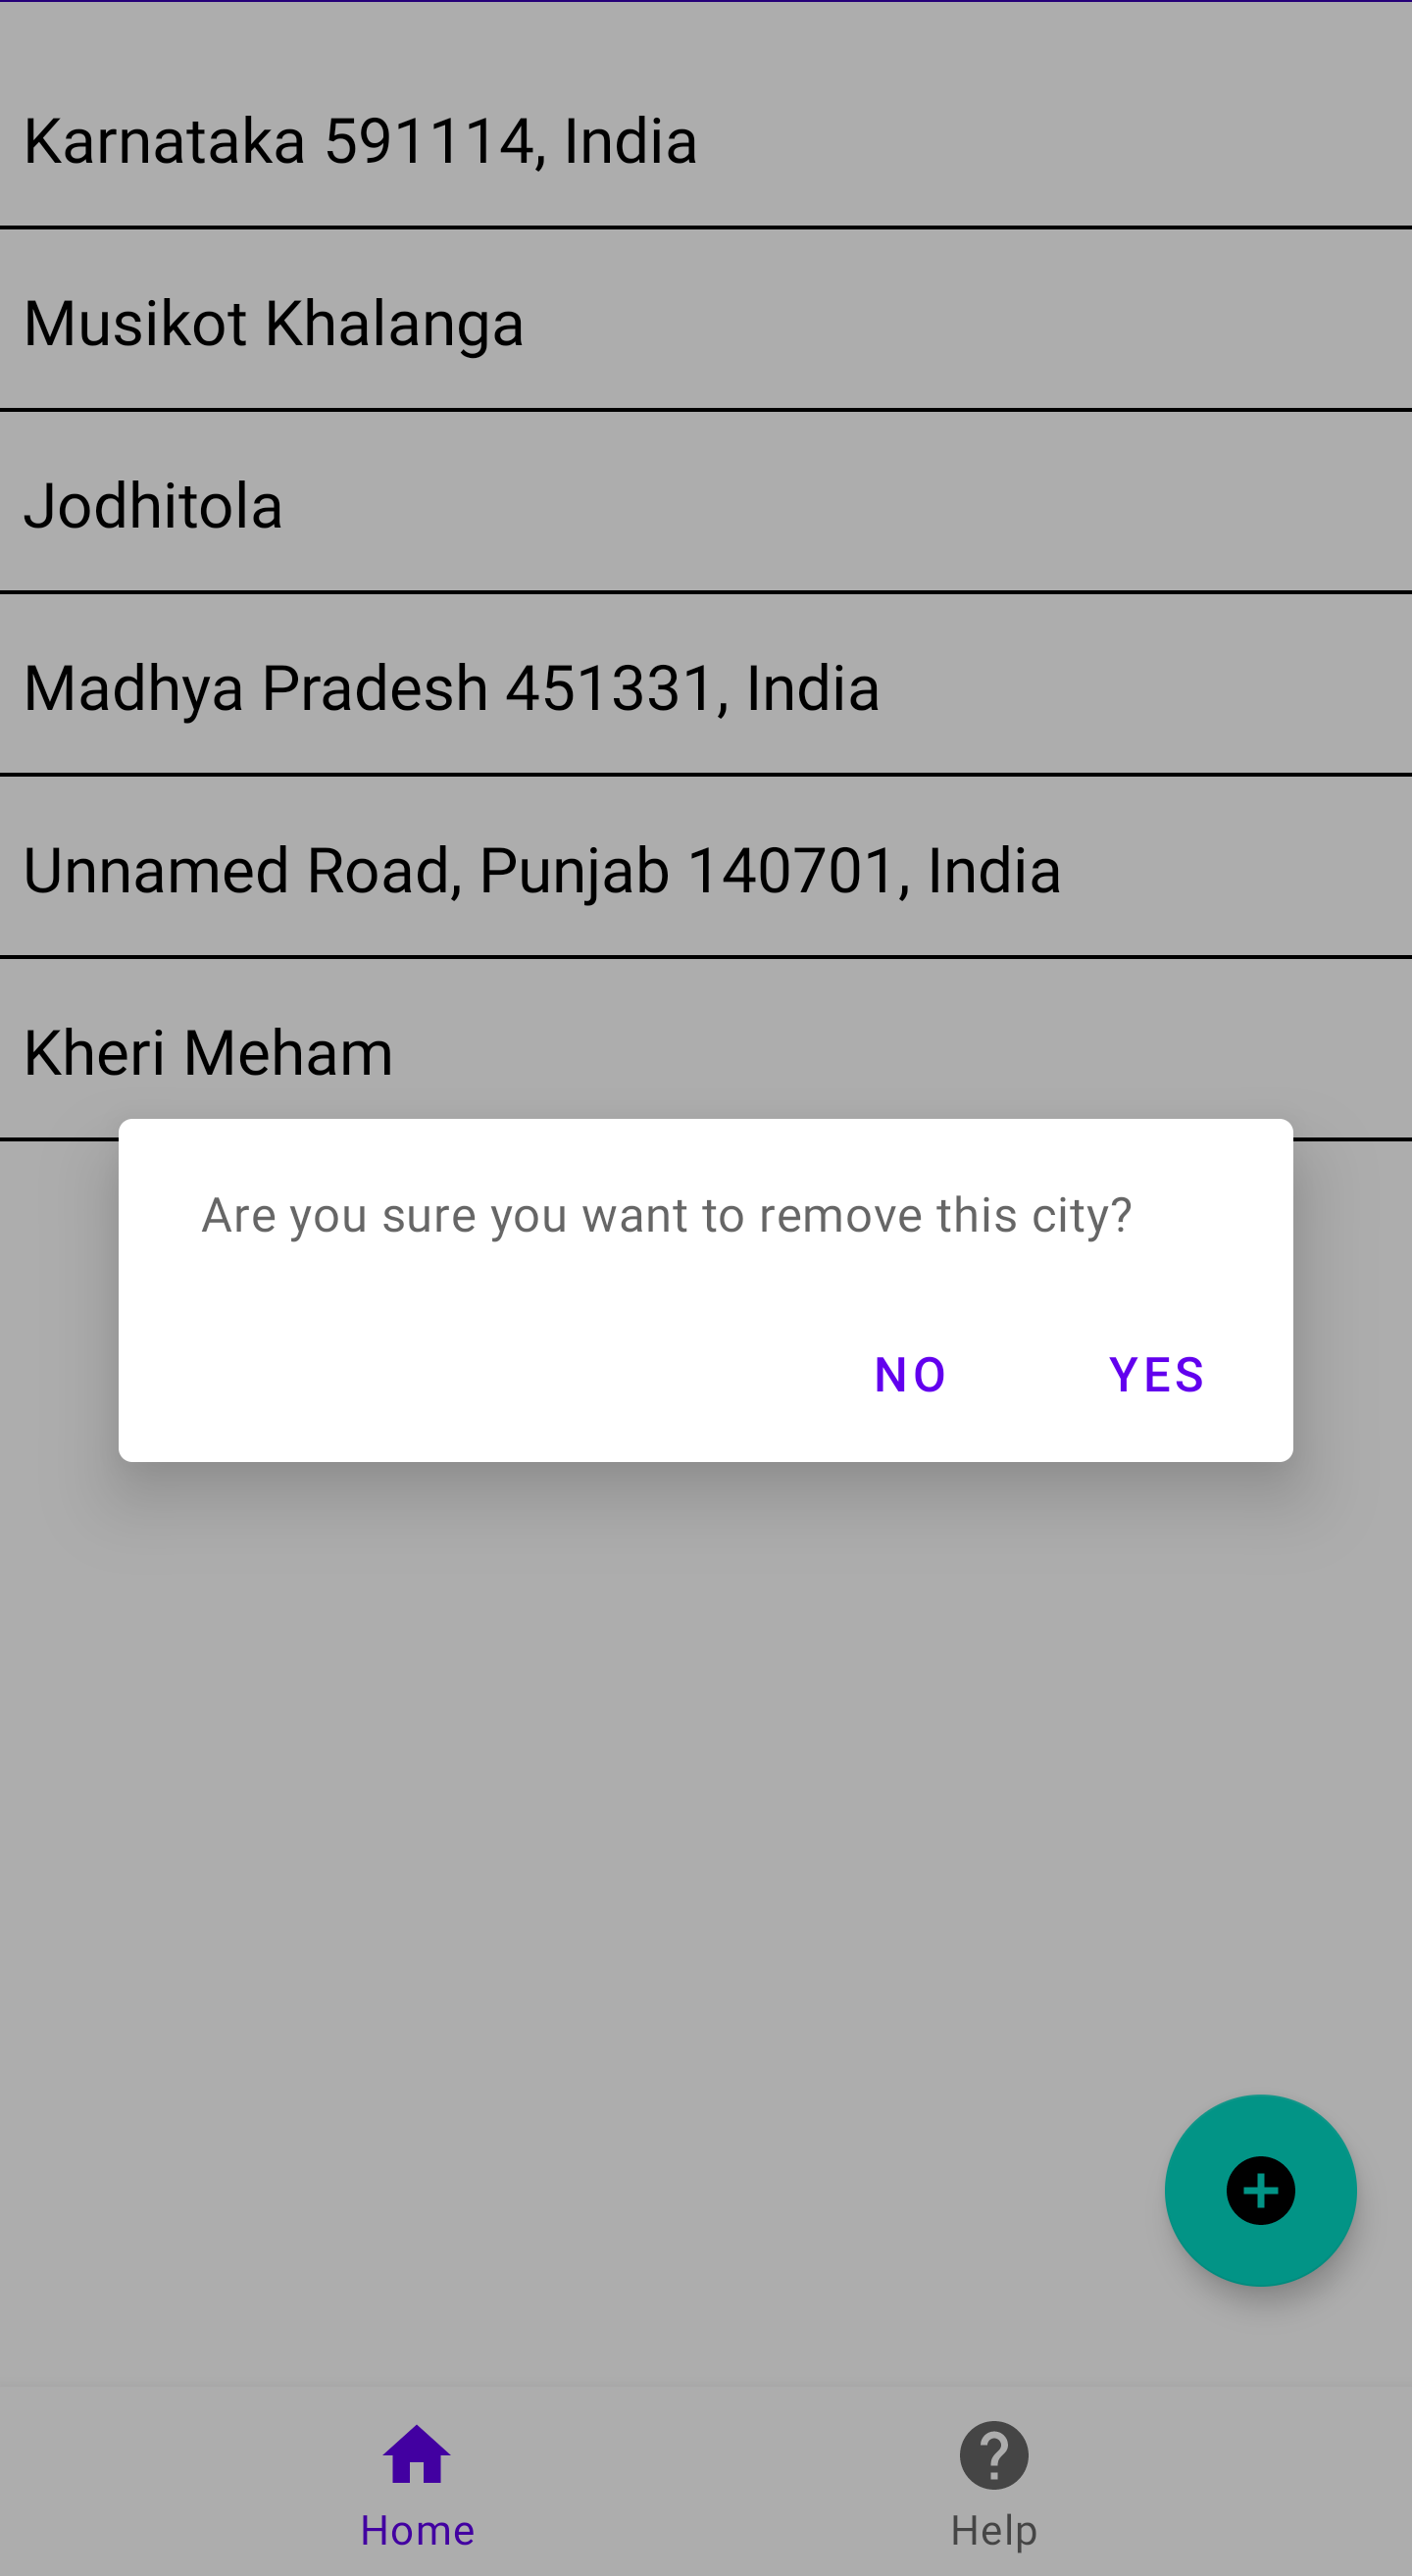 Karnataka 591114, India
Musikot Khalanga
Jodhitola
Madhya Pradesh 451331, India
Unnamed Road, Punjab 140701, India
Kheri Meham
Are you sure you want to remove this city?
NO YES
Home Help